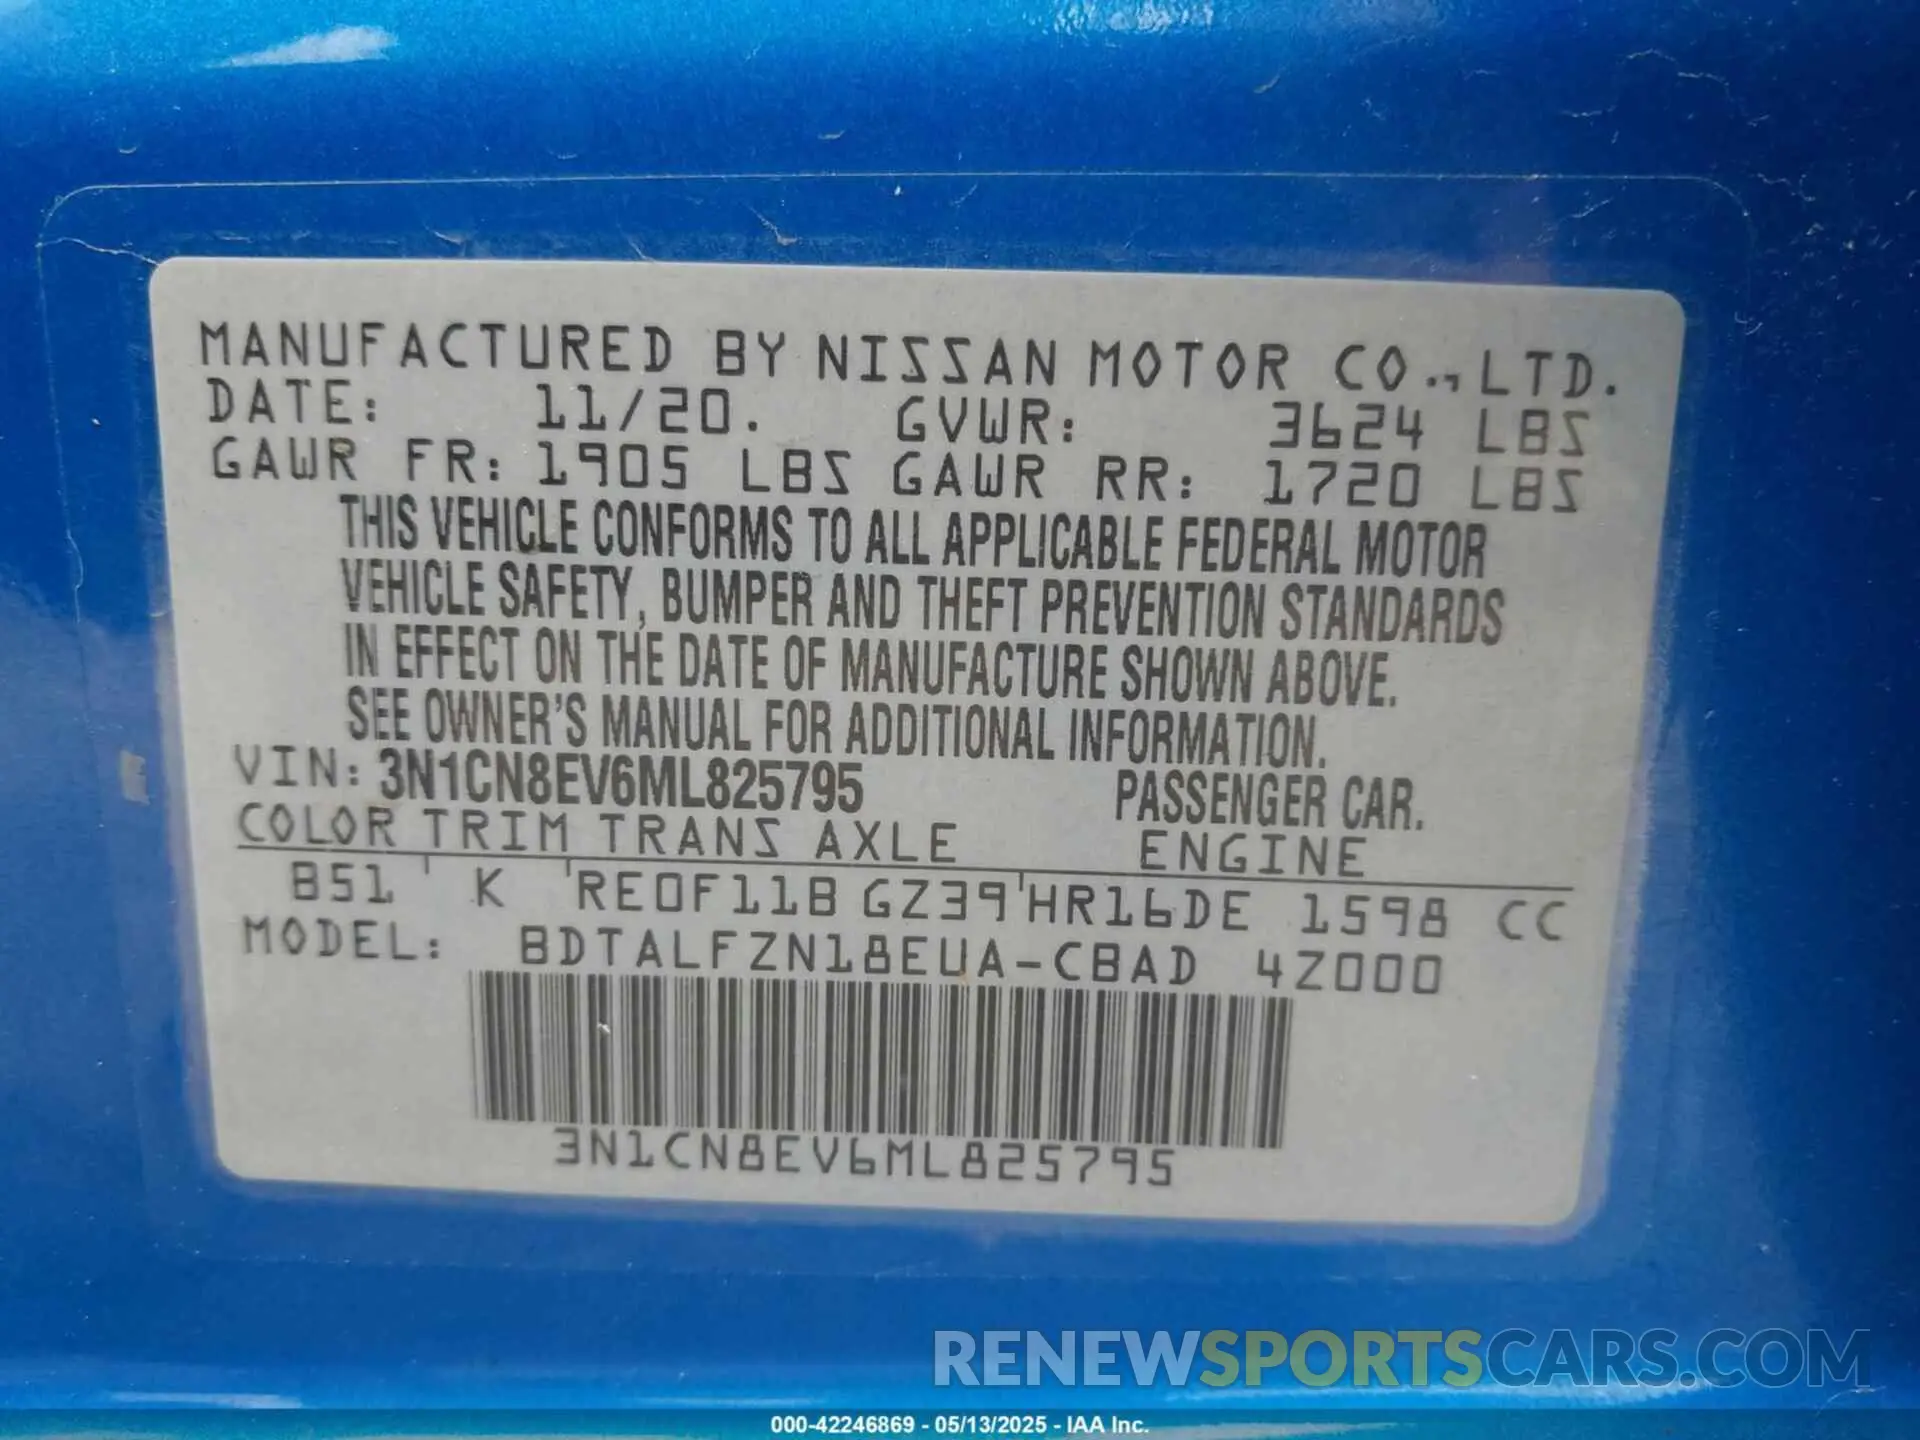 MANUFACTURED BY NISSAN MOTOR CO., LTD.
DATE: 11/20. GVWR: 3624 LBS
GAWR FR: 1905 LBS GAWR RR: 1720 LBS
THIS VEHICLE CONFORMS TO ALL APPLICABLE FEDERAL MOTOR
VEHICLE SAFETY, BUMPER AND THEFT PREVENTION STANDARDS
IN EFFECT ON THE DATE OF MANUFACTURE SHOWN ABOVE.
SEE OWNER'S MANUAL FOR ADDITIONAL INFORMATION.
VIN: 3N1CN8EV6ML825795 PASSENGER CAR.
COLOR TRIM TRANS AXLE ENGINE
B51 K RE0F11B GZ39 HR16DE 1598 CC
MODEL: BDTALFZN18EUA-CBAD 4Z000
3N1CN8EV6ML825795
RENEWSPORTSCARS.COM
000-42246869 - 05/13/2025 - IAA Inc.